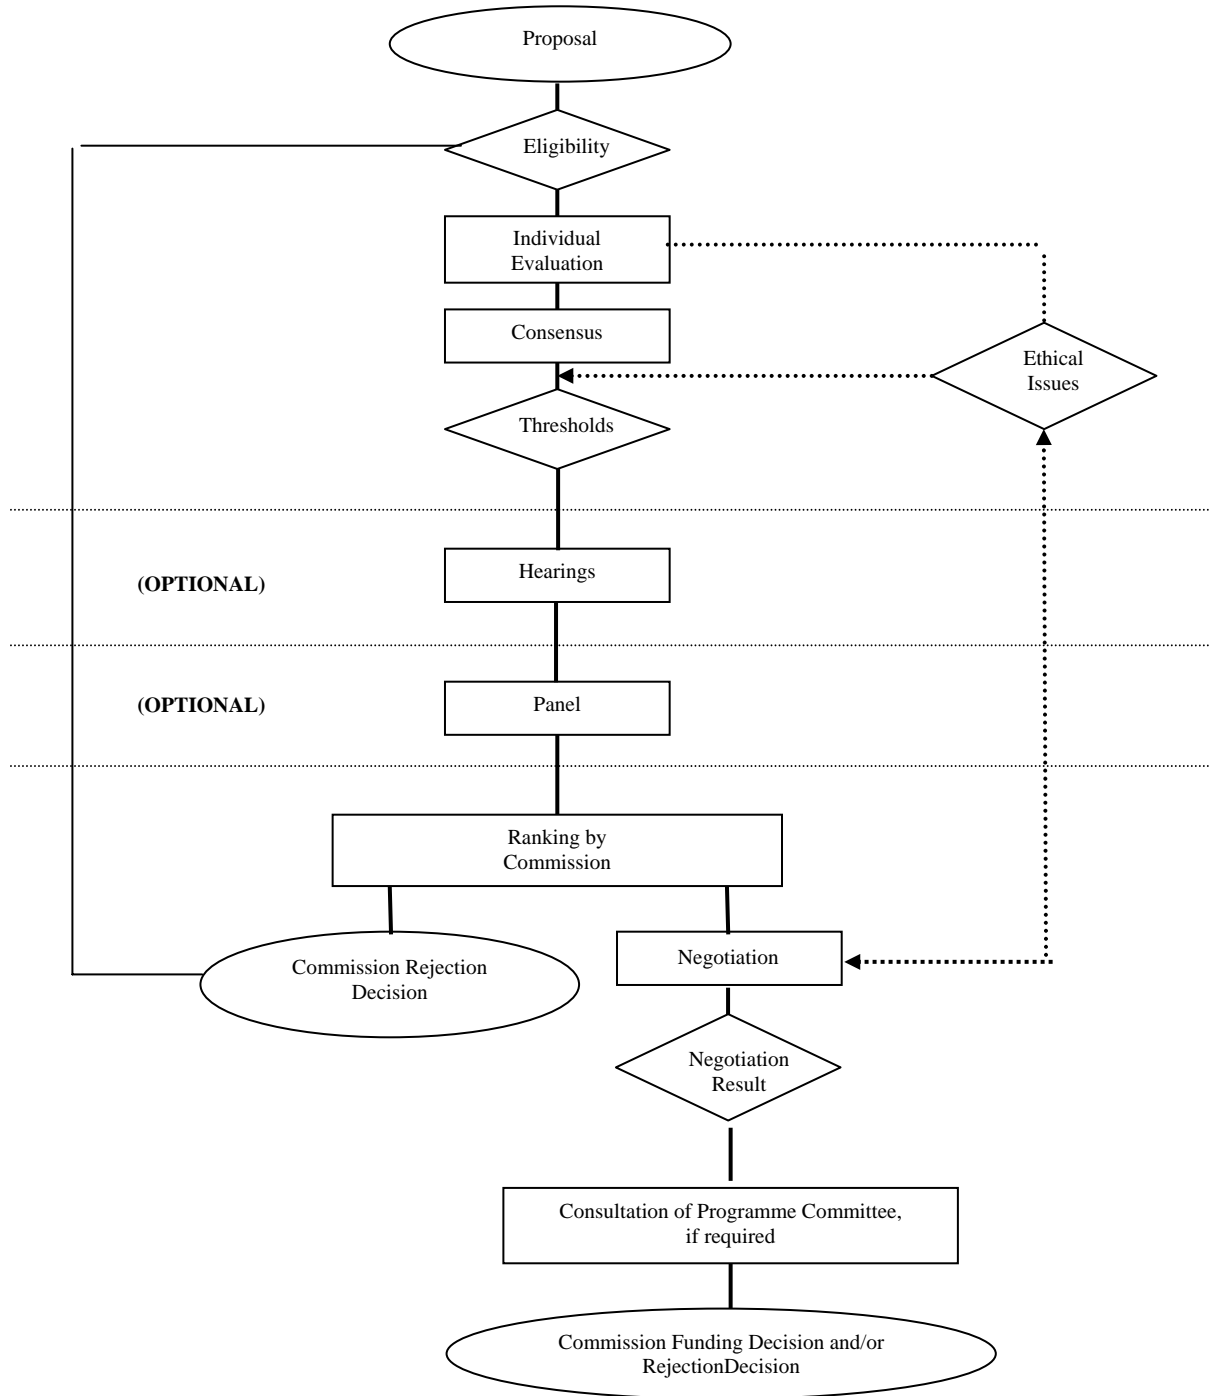 Proposal
Eligibility
Individual
Evaluation
Consensus
Ethical
Issues
Thresholds
(OPTIONAL)
Hearings
(OPTIONAL)
Panel
Ranking by
Commission
Commission Rejection
Decision
Negotiation
Negotiation
Result
Consultation of Programme Committee,
if required
Commission Funding Decision and/or
RejectionDecision